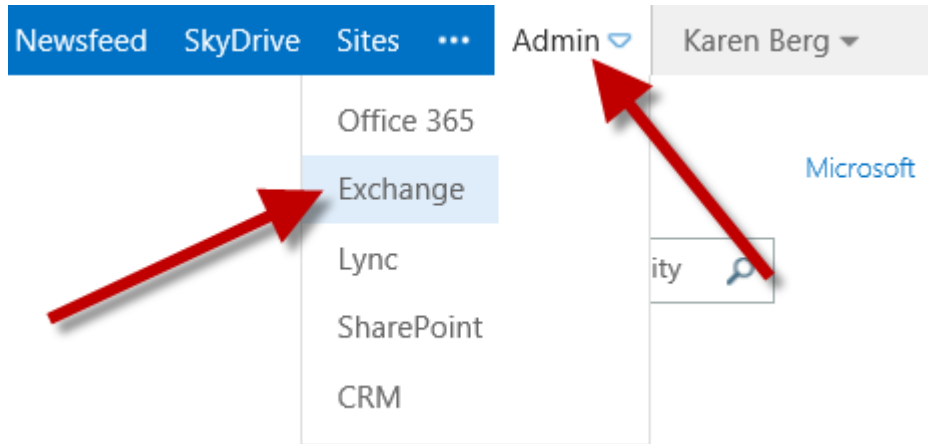 Newsfeed SkyDrive Sites ••• Admin Karen Berg
Office 365
Exchange
Microsoft
Lync
ity
SharePoint
CRM